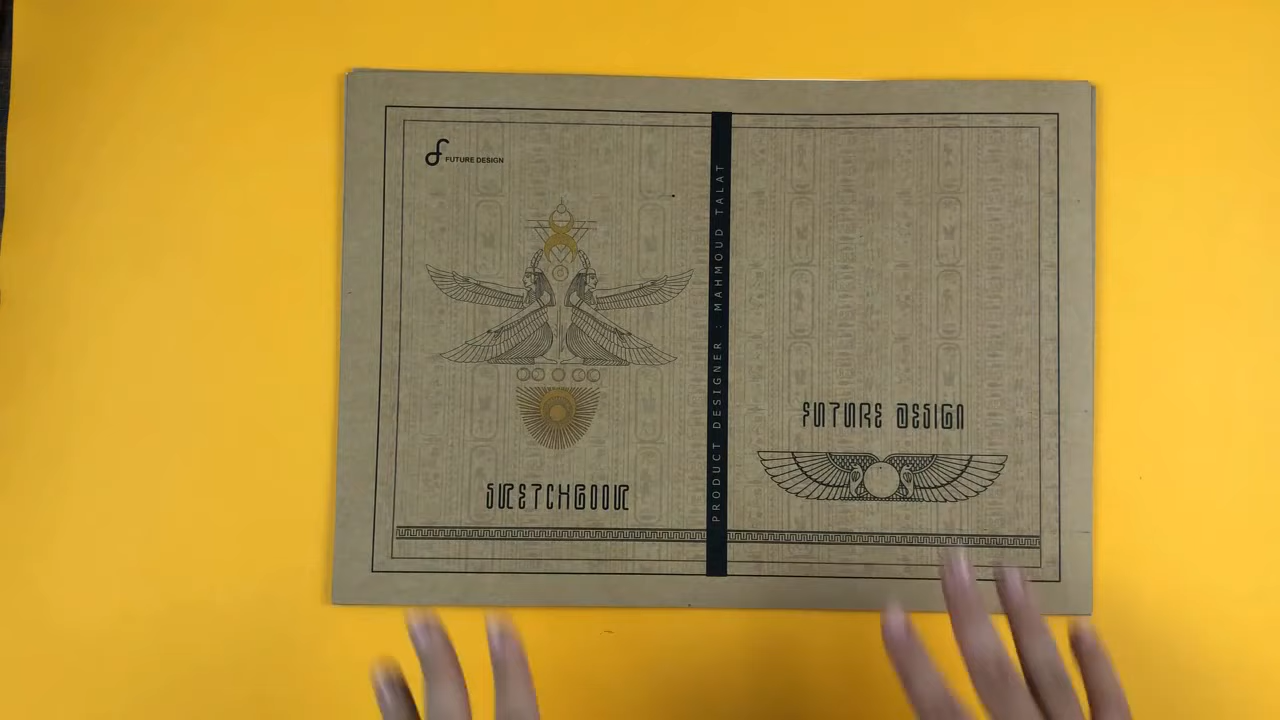 FUTURE DESIGN
SKETCHBOOK
PRODUCT DESIGNER : MAHMOUD TALAT
FUTURE DESIGN